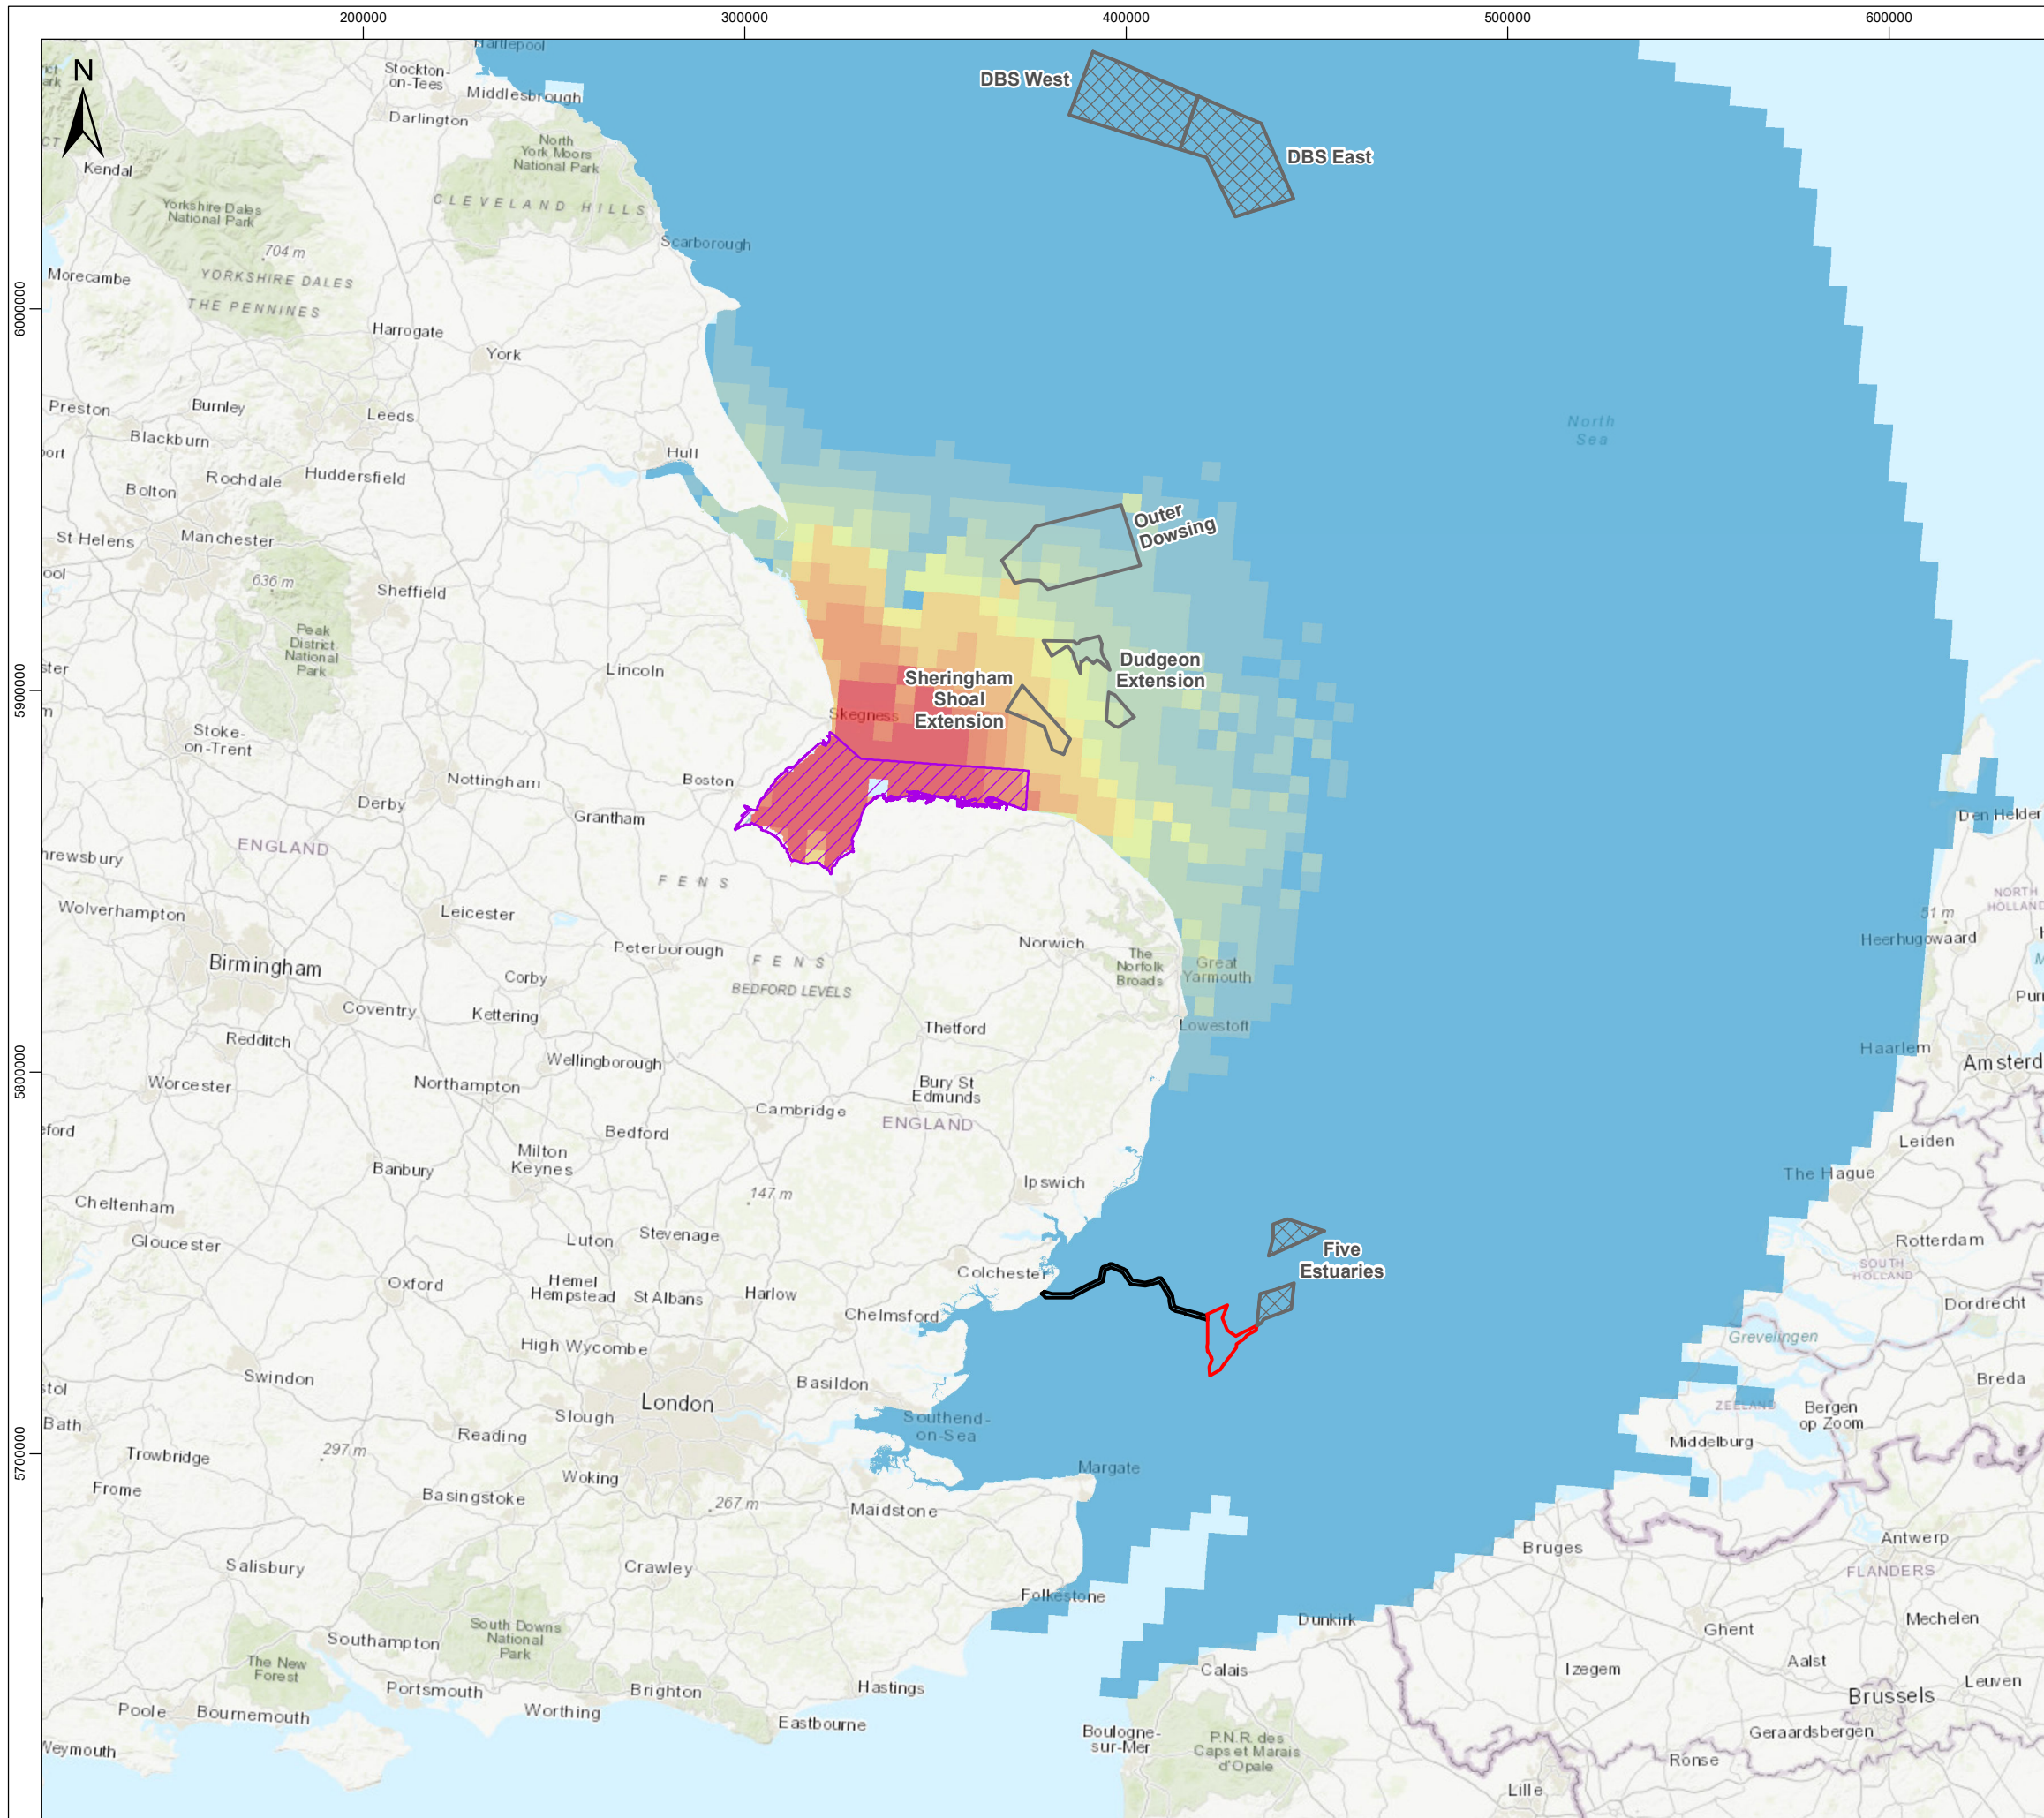 200000
300000
400000
500000
600000
N
Hartlepool
Stockton-
on-Tees
Middlesbrough
Darlington
North
York Moors
National Park
CLEVELAND HILLS
Kendal
Yorkshire Dales
National Park
704 m
YORKSHIRE DALES
THE PENNINES
Morecambe
Scarborough
Harrogate
York
DBS West
DBS East
6000000
Preston
Burnley
Leeds
Blackburn
Hull
Rochdale
Huddersfield
Bolton
St Helens
Manchester
636 m
Sheffield
Peak
District
National
Park
Lincoln
North
Sea
Outer
Dowsing
Dudgeon
Extension
Sheringham
Shoal
Extension
5900000
Skegness
Stoke-
on-Trent
Nottingham
Boston
Derby
Grantham
ENGLAND
hrewsbury
FENS
Wolverhampton
Leicester
Peterborough
FENS
BEDFORD LEVELS
Norwich
The
Norfolk
Broads
Great
Yarmouth
Lowestoft
Birmingham
Corby
Coventry
Kettering
Thetford
Redditch
Wellingborough
Worcester
Northampton
Bury St
Edmunds
Cambridge
ENGLAND
Bedford
5800000
eford
Milton
Keynes
Banbury
Ipswich
147 m
Cheltenham
Gloucester
Luton
Stevenage
Colchester
Oxford
Hemel
Hempstead
St Albans
Harlow
Chelmsford
High Wycombe
Five
Estuaries
Swindon
London
Basildon
Slough
Southend-
on-Sea
stol
Bath
Reading
Trowbridge
297 m
Woking
Margate
5700000
Frome
Basingstoke
267 m
Maidstone
Salisbury
Crawley
Folkestone
Dunkirk
South Downs
National
Park
Southampton
The New
Forest
Portsmouth
Brighton
Hastings
Calais
Poole
Bournemouth
Worthing
Eastbourne
Weymouth
Boulogne-
sur-Mer
P.N.R. des
Caps et Marais
d'Opale
Den Helder
NORTH
HOLLAND
51 m
Heerhugowaard
Haarlem
Amsterd
Leiden
The Hague
Rotterdam
SOUTH
HOLLAND
Dordrecht
Grevelingen
Breda
ZEELAND
Bergen
op Zoom
Middelburg
Antwerp
Bruges
FLANDERS
Mechelen
Ghent
Aalst
Izegem
Leuven
Brussels
Geraardsbergen
Ronse
Lille